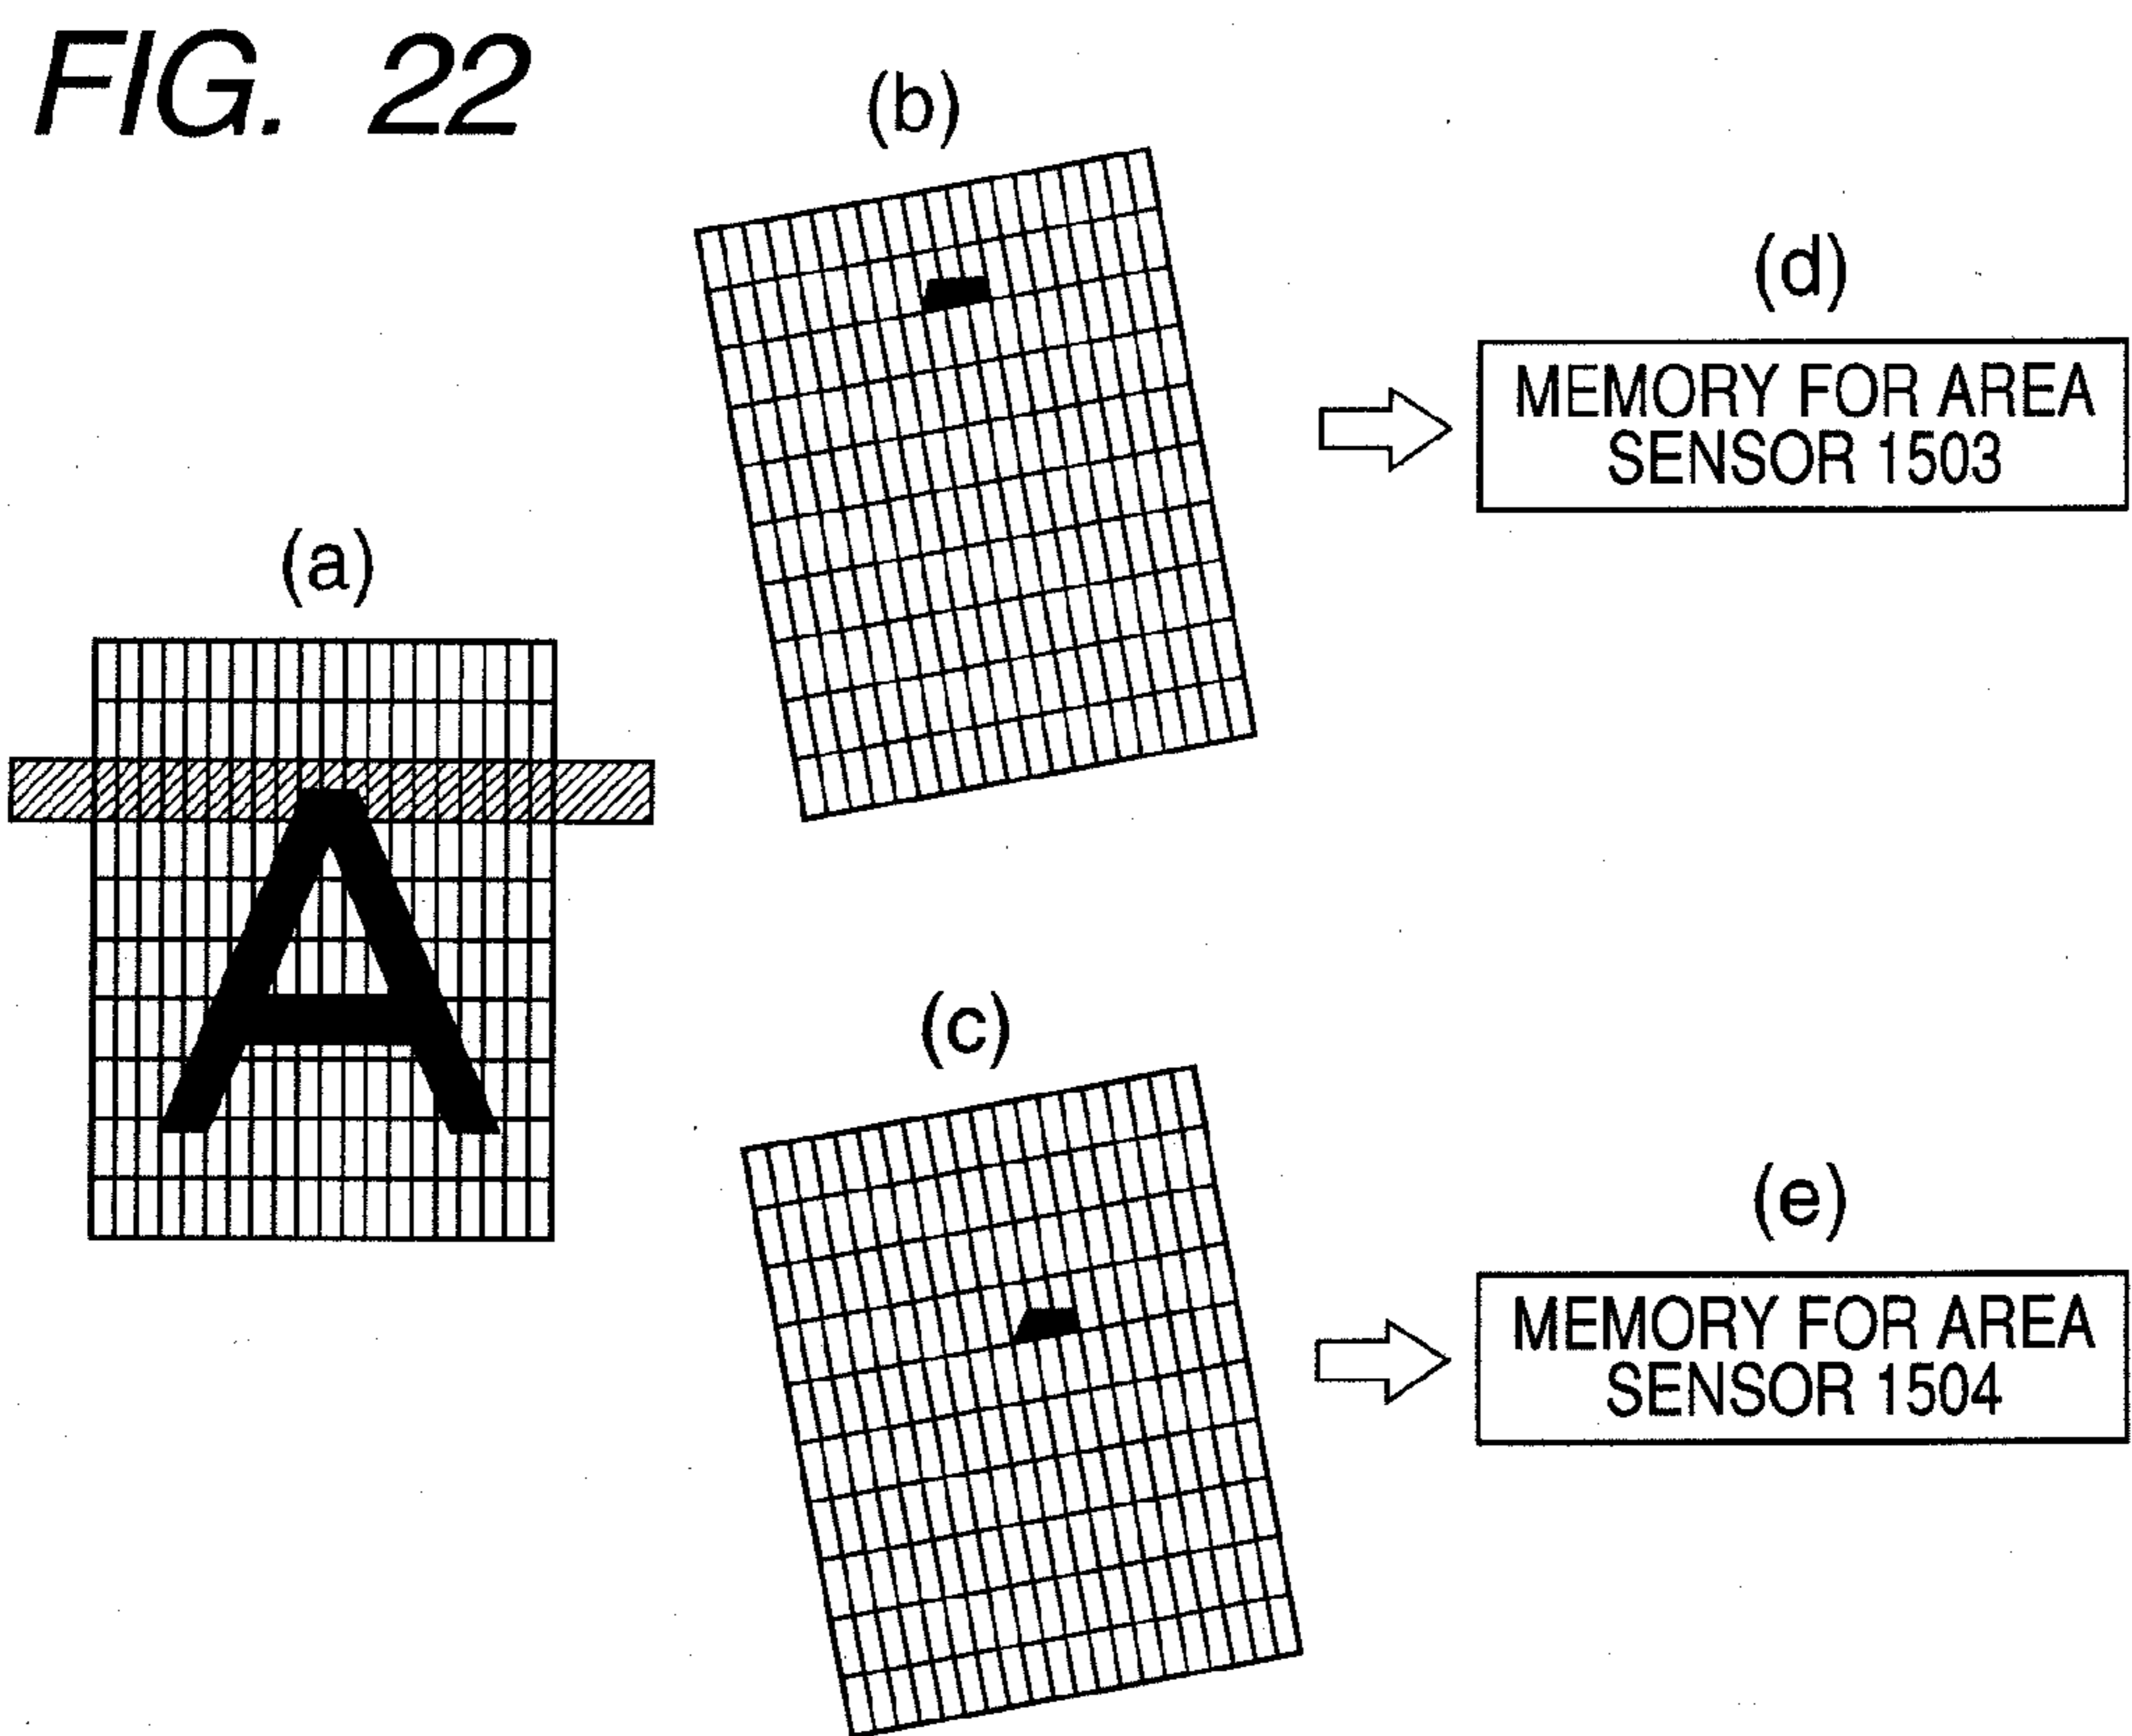 FIG. 22
(b)
(d)
MEMORY FOR AREA
SENSOR 1503
(a)
A
(c)
(e)
MEMORY FOR AREA
SENSOR 1504